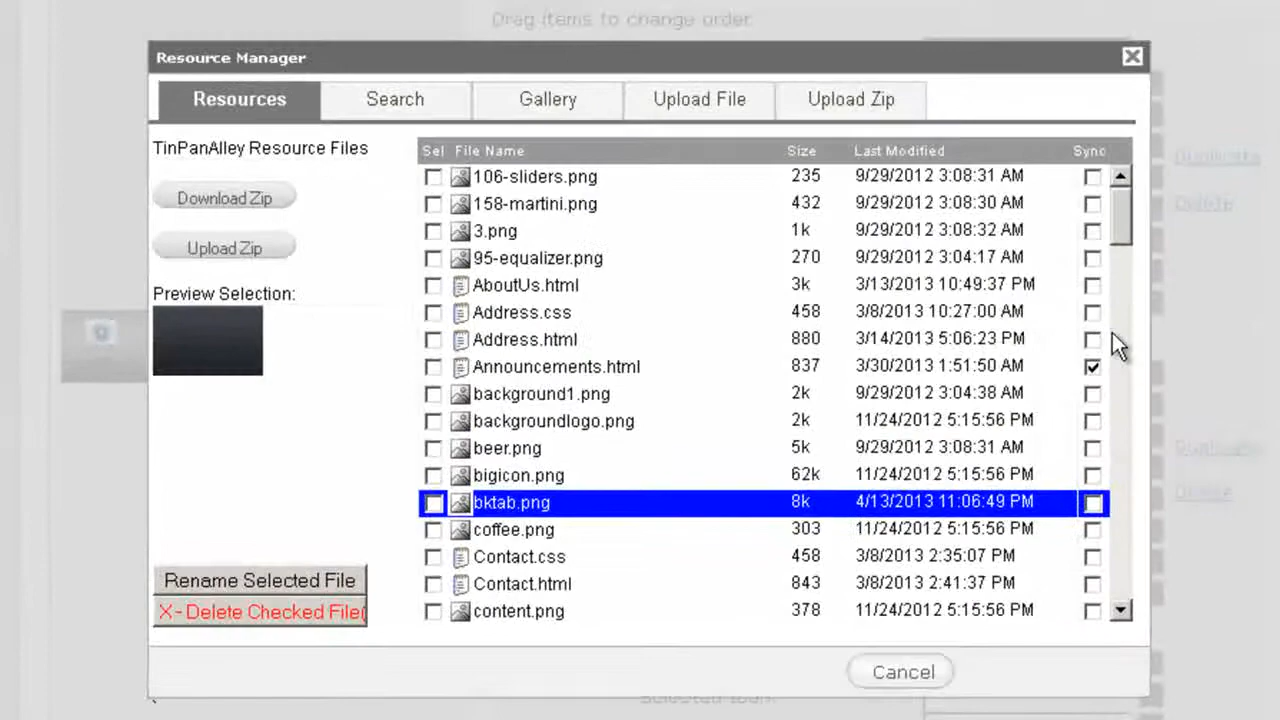 Drag items to change order
Resource Manager
Resources Search Gallery Upload File Upload Zip
TinPanAlley Resource Files
Download Zip
Upload Zip
Preview Selection:
Rename Selected File
X - Delete Checked File(
Sel File Name Size Last Modified Sync
106-sliders.png 235 9/29/2012 3:08:31 AM
158-martini.png 432 9/29/2012 3:08:30 AM
3.png 1k 9/29/2012 3:08:32 AM
95-equalizer.png 270 9/29/2012 3:04:17 AM
AboutUs.html 3k 3/13/2013 10:49:37 PM
Address.css 458 3/8/2013 10:27:00 AM
Address.html 880 3/14/2013 5:06:23 PM
Announcements.html 837 3/30/2013 1:51:50 AM
background1.png 2k 9/29/2012 3:04:38 AM
backgroundlogo.png 2k 11/24/2012 5:15:56 PM
beer.png 5k 9/29/2012 3:08:31 AM
bigicon.png 62k 11/24/2012 5:15:56 PM
bktab.png 8k 4/13/2013 11:06:49 PM
coffee.png 303 11/24/2012 5:15:56 PM
Contact.css 458 3/8/2013 2:35:07 PM
Contact.html 843 3/8/2013 2:41:37 PM
content.png 378 11/24/2012 5:15:56 PM
Cancel
Duplicate
Delete
Duplicate
Delete